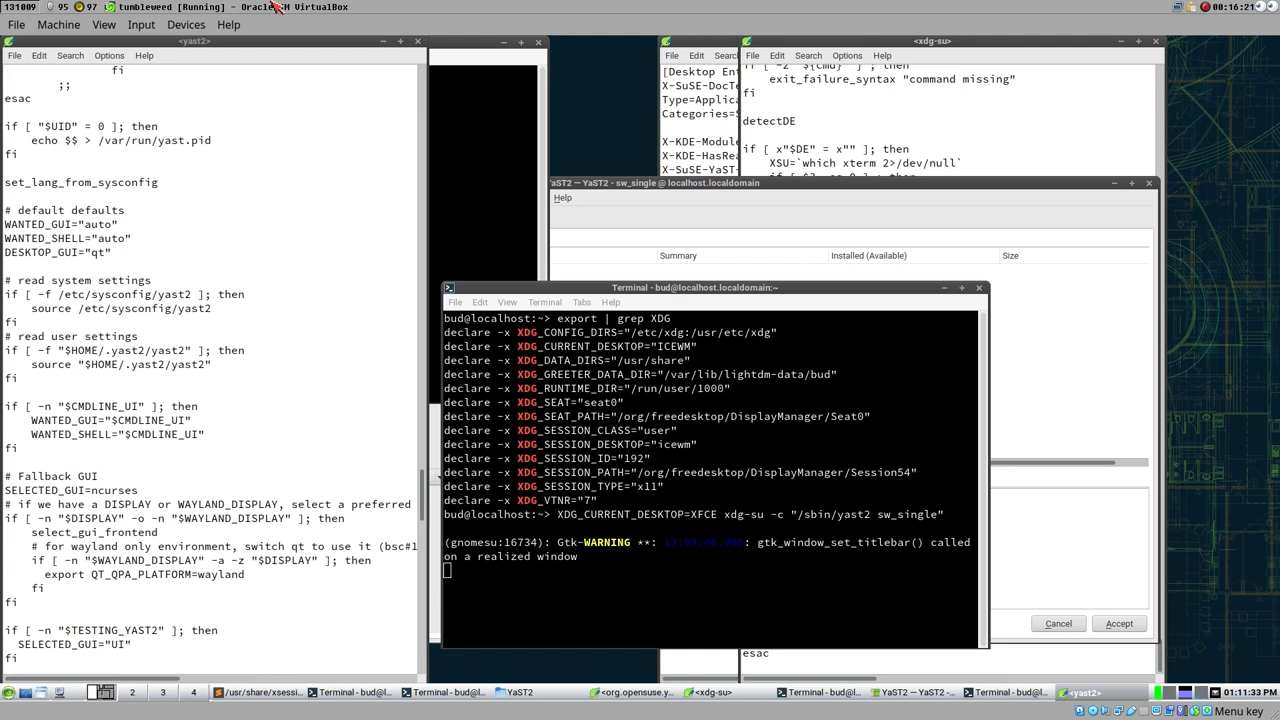 131009 95 97 tumbleweed [Running] - Oracle VM VirtualBox 00:16:21
File Machine View Input Devices Help
<yast2>
File Edit Search Options Help
fi
;;
esac
if [ "$UID" = 0 ]; then
echo $$ > /var/run/yast.pid
fi
set_lang_from_sysconfig
# default defaults
WANTED_GUI="auto"
WANTED_SHELL="auto"
DESKTOP_GUI="qt"
# read system settings
if [ -f /etc/sysconfig/yast2 ]; then
source /etc/sysconfig/yast2
fi
# read user settings
if [ -f "$HOME/.yast2/yast2" ]; then
source "$HOME/.yast2/yast2"
fi
if [ -n "$CMDLINE_UI" ]; then
WANTED_GUI="$CMDLINE_UI"
WANTED_SHELL="$CMDLINE_UI"
fi
# Fallback GUI
SELECTED_GUI=ncurses
# if we have a DISPLAY or WAYLAND_DISPLAY, select a preferred
if [ -n "$DISPLAY" -o -n "$WAYLAND_DISPLAY" ]; then
select_gui_frontend
# for wayland only environment, switch qt to use it (bsc#1
if [ -n "$WAYLAND_DISPLAY" -a -z "$DISPLAY" ]; then
export QT_QPA_PLATFORM=wayland
fi
fi
if [ -n "$TESTING_YAST2" ]; then
SELECTED_GUI="UI"
fi
File Edit Search
[Desktop Ent
X-SuSE-DocTe
Type=Applica
Categories=S
X-KDE-Module
X-KDE-HasRea
X-SuSE-YaST-
<xdg-su>
File Edit Search Options Help
exit_failure_syntax "command missing"
fi
detectDE
if [ x"$DE" = x"" ]; then
XSU=`which xterm 2>/dev/null`
esac
YaST2 — YaST2 - sw_single @ localhost.localdomain
Help
Summary Installed (Available) Size
Cancel Accept
Terminal - bud@localhost.localdomain:~
File Edit View Terminal Tabs Help
bud@localhost:~> export | grep XDG
declare -x XDG_CONFIG_DIRS="/etc/xdg:/usr/etc/xdg"
declare -x XDG_CURRENT_DESKTOP="ICEWM"
declare -x XDG_DATA_DIRS="/usr/share"
declare -x XDG_GREETER_DATA_DIR="/var/lib/lightdm-data/bud"
declare -x XDG_RUNTIME_DIR="/run/user/1000"
declare -x XDG_SEAT="seat0"
declare -x XDG_SEAT_PATH="/org/freedesktop/DisplayManager/Seat0"
declare -x XDG_SESSION_CLASS="user"
declare -x XDG_SESSION_DESKTOP="icewm"
declare -x XDG_SESSION_ID="192"
declare -x XDG_SESSION_PATH="/org/freedesktop/DisplayManager/Session54"
declare -x XDG_SESSION_TYPE="x11"
declare -x XDG_VTNR="7"
bud@localhost:~> XDG_CURRENT_DESKTOP=XFCE xdg-su -c "/sbin/yast2 sw_single"
(gnomesu:16734): Gtk-WARNING **: : gtk_window_set_titlebar() called
on a realized window
2 3 4 /usr/share/xsessi... Terminal - bud@l... Terminal - bud@l... YaST2 <org.opensuse.y... <xdg-su> Terminal - bud@l... YaST2 — YaST2 -... Terminal - bud@l... <yast2> 01:11:33 PM
Menu key